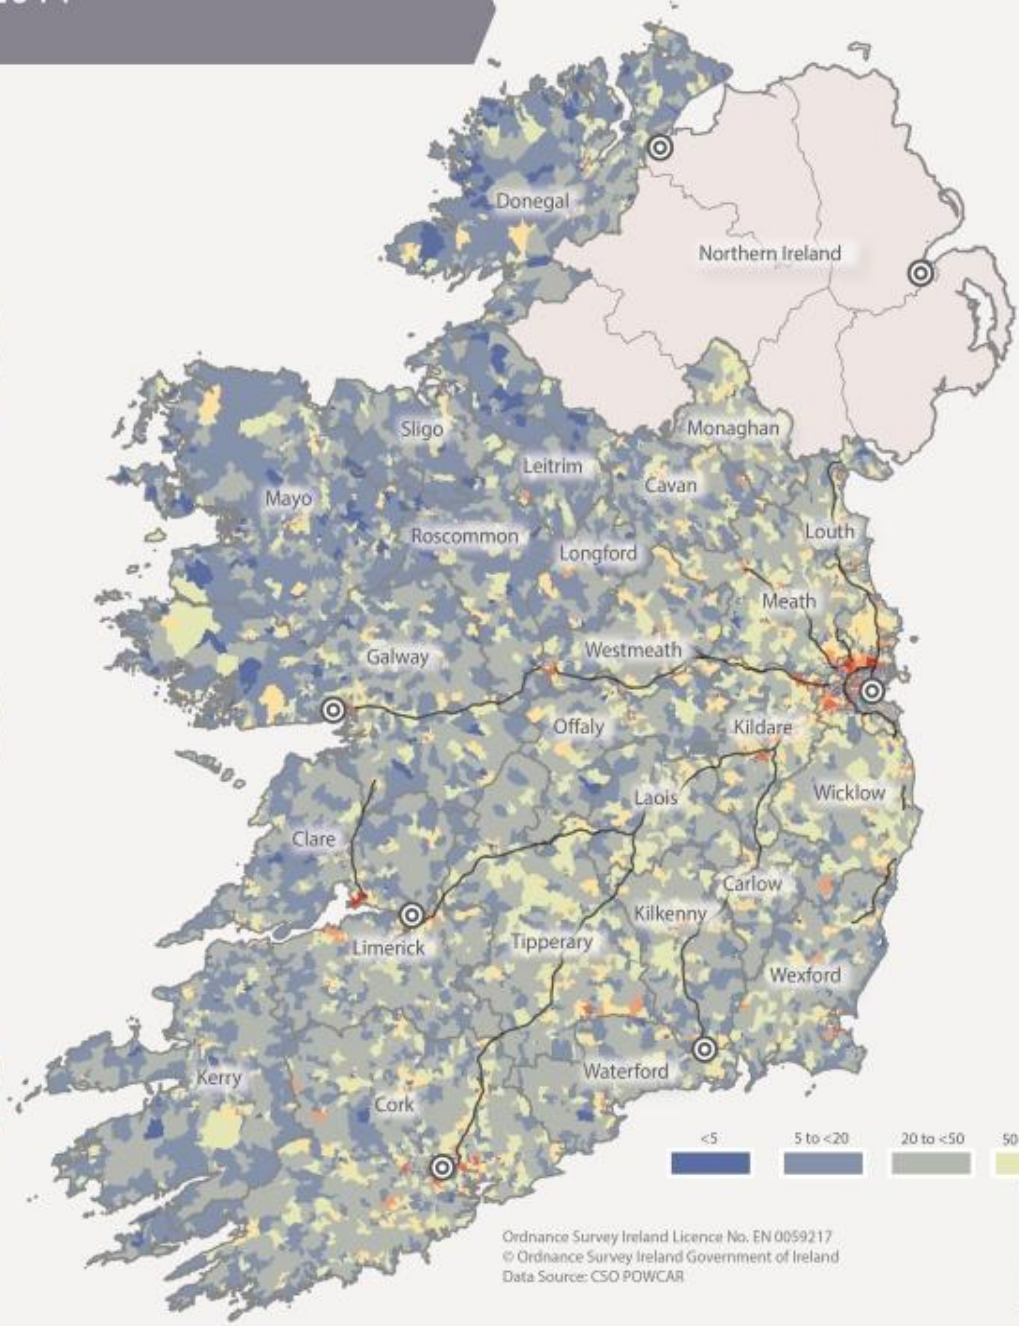 Donegal
Northern Ireland
Sligo
Monaghan
Leitrim
Cavan
Mayo
Roscommon
Louth
Longford
Meath
Westmeath
Galway
Offaly
Kildare
Laois
Wicklow
Clare
Carlow
Kilkenny
Limerick
Tipperary
Wexford
Waterford
Kerry
Cork
<5 5 to <20 20 to <50 50
Ordnance Survey Ireland Licence No. EN 0059217
© Ordnance Survey Ireland Government of Ireland
Data Source: CSO POWCAR